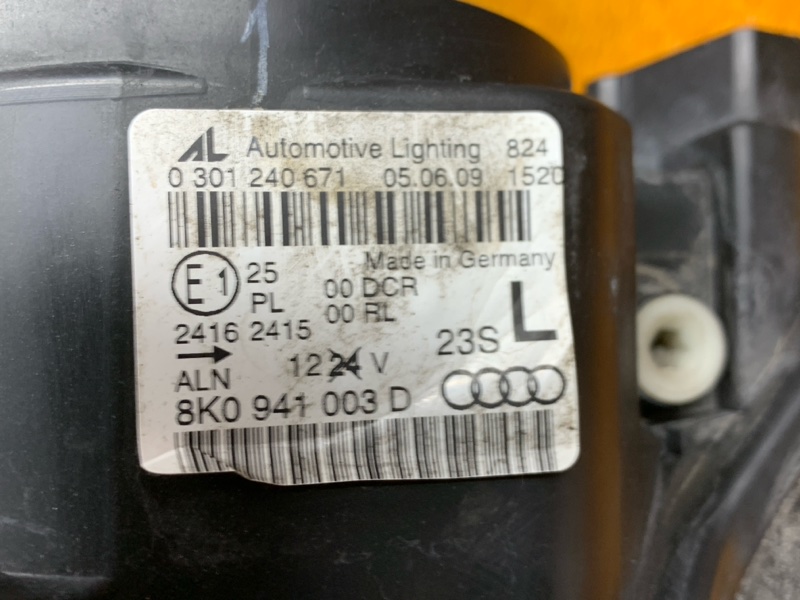 AL Automotive Lighting 824
0 301 240 671 05.06.09 1520
Made in Germany
E1 25 00 DCR
PL 00 RL
2416 2415
23S L
→ 12 24 V
ALN
8K0 941 003 D